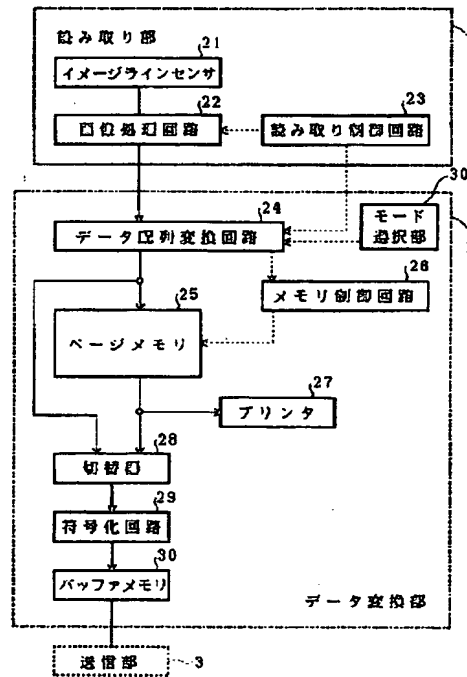 読み取り部
21
イメージラインセンサ
22
画像処理回路
23
読み取り制御回路
30
モード
選択部
24
データ配列変換回路
26
メモリ制御回路
25
ページメモリ
27
プリンタ
28
切替器
29
符号化回路
30
バッファメモリ
データ変換部
送信部
3